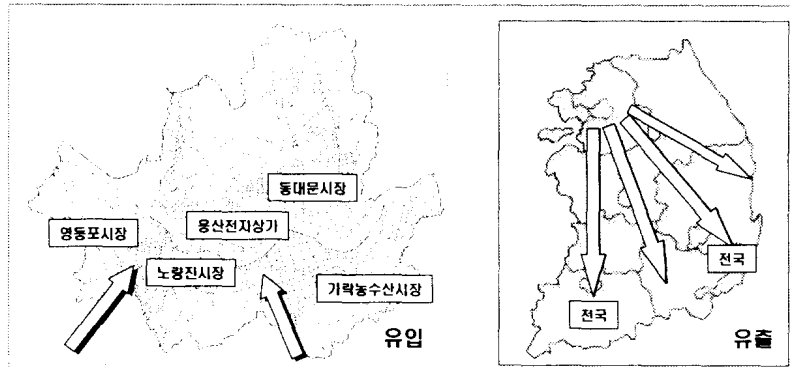 동대문시장
용산전자상가
영등포시장
노량진시장
가락농수산시장
유입
전국
전국
유출